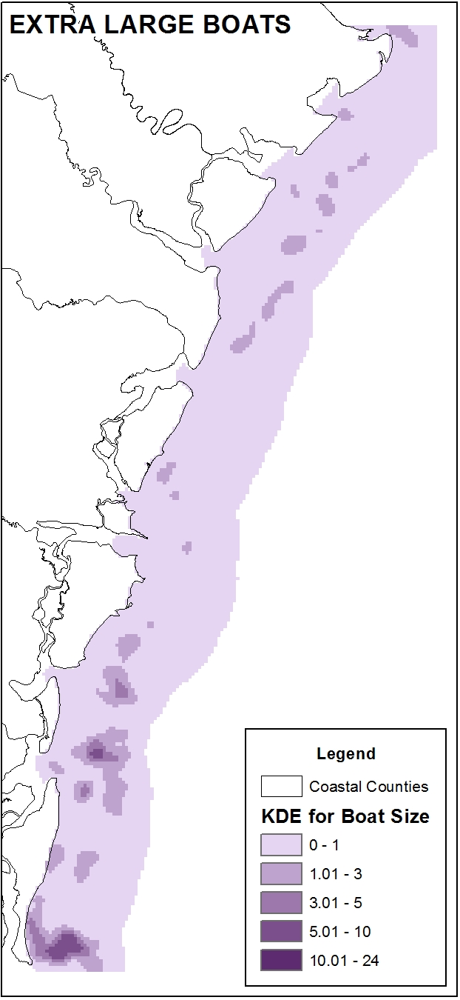 EXTRA LARGE BOATS
Legend
Coastal Counties
KDE for Boat Size
0 - 1
1.01 - 3
3.01 - 5
5.01 - 10
10.01 - 24